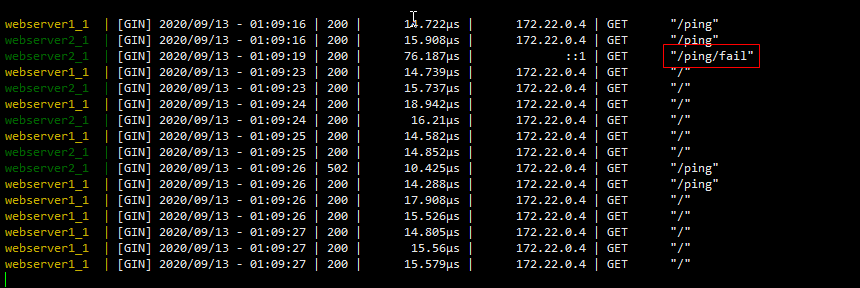 webserver1_1 | [GIN] 2020/09/13 - 01:09:16 | 200 | 14.722µs | 172.22.0.4 | GET "/ping"
webserver2_1 | [GIN] 2020/09/13 - 01:09:16 | 200 | 15.908µs | 172.22.0.4 | GET "/ping"
webserver2_1 | [GIN] 2020/09/13 - 01:09:19 | 200 | 76.187µs | ::1 | GET "/ping/fail"
webserver1_1 | [GIN] 2020/09/13 - 01:09:23 | 200 | 14.739µs | 172.22.0.4 | GET "/"
webserver2_1 | [GIN] 2020/09/13 - 01:09:23 | 200 | 15.737µs | 172.22.0.4 | GET "/"
webserver1_1 | [GIN] 2020/09/13 - 01:09:24 | 200 | 18.942µs | 172.22.0.4 | GET "/"
webserver2_1 | [GIN] 2020/09/13 - 01:09:24 | 200 | 16.21µs | 172.22.0.4 | GET "/"
webserver1_1 | [GIN] 2020/09/13 - 01:09:25 | 200 | 14.582µs | 172.22.0.4 | GET "/"
webserver2_1 | [GIN] 2020/09/13 - 01:09:25 | 200 | 14.852µs | 172.22.0.4 | GET "/"
webserver2_1 | [GIN] 2020/09/13 - 01:09:26 | 502 | 10.425µs | 172.22.0.4 | GET "/ping"
webserver1_1 | [GIN] 2020/09/13 - 01:09:26 | 200 | 14.288µs | 172.22.0.4 | GET "/ping"
webserver1_1 | [GIN] 2020/09/13 - 01:09:26 | 200 | 17.908µs | 172.22.0.4 | GET "/"
webserver1_1 | [GIN] 2020/09/13 - 01:09:26 | 200 | 15.526µs | 172.22.0.4 | GET "/"
webserver1_1 | [GIN] 2020/09/13 - 01:09:27 | 200 | 14.805µs | 172.22.0.4 | GET "/"
webserver1_1 | [GIN] 2020/09/13 - 01:09:27 | 200 | 15.56µs | 172.22.0.4 | GET "/"
webserver1_1 | [GIN] 2020/09/13 - 01:09:27 | 200 | 15.579µs | 172.22.0.4 | GET "/"